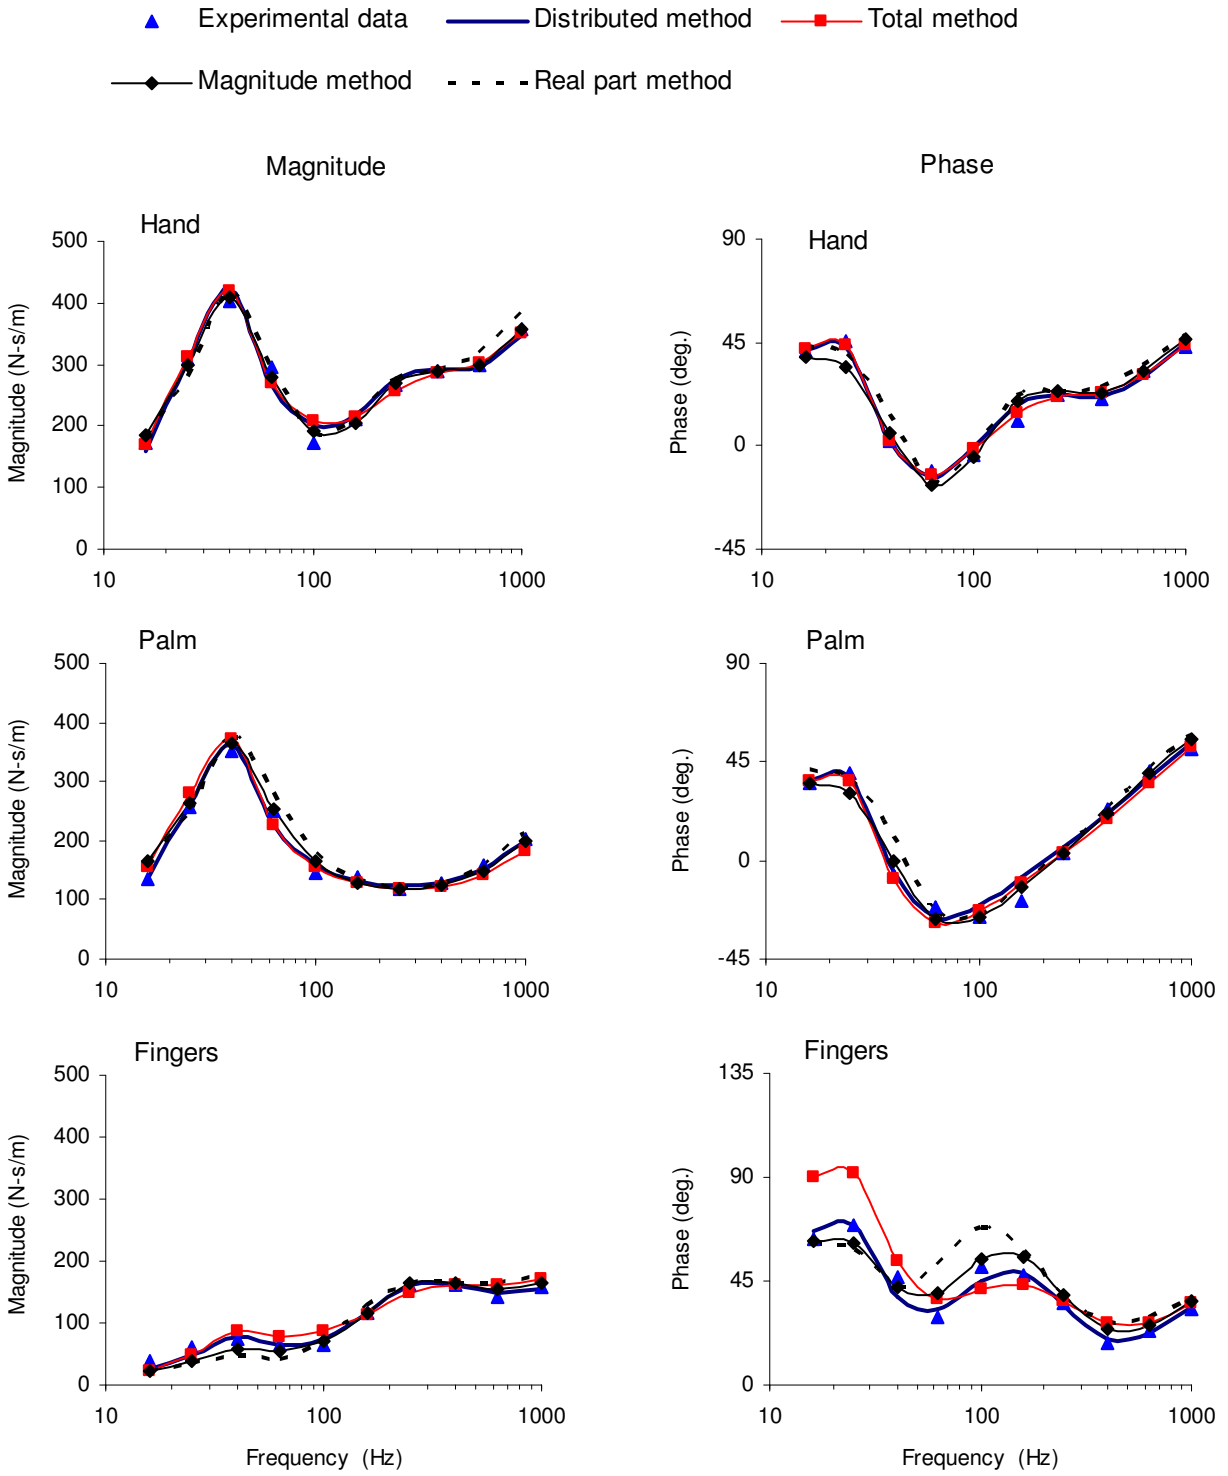 Experimental data Distributed method Total method
Magnitude method Real part method
Magnitude Phase
Hand
500
400
300
200
100
0
10 100 1000
Magnitude (N-s/m)
Hand
90
45
0
-45
10 100 1000
Phase (deg.)
Palm
500
400
300
200
100
0
10 100 1000
Magnitude (N-s/m)
Palm
90
45
0
-45
10 100 1000
Phase (deg.)
Fingers
500
400
300
200
100
0
10 100 1000
Magnitude (N-s/m)
Frequency (Hz)
Fingers
135
90
45
0
10 100 1000
Phase (deg.)
Frequency (Hz)